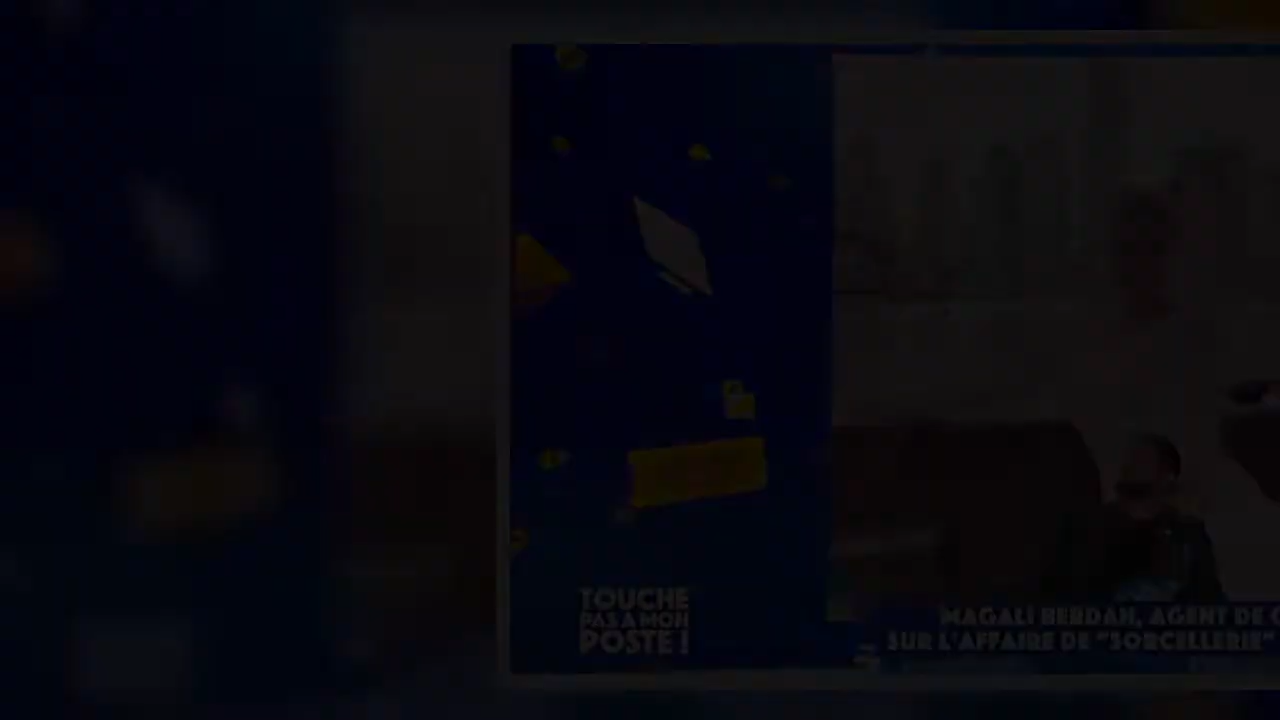 TOUCHE
PAS A MON
POSTE !
MAGALI BERDAH, AGENT DE
SUR L'AFFAIRE DE "SORCELLERIE"